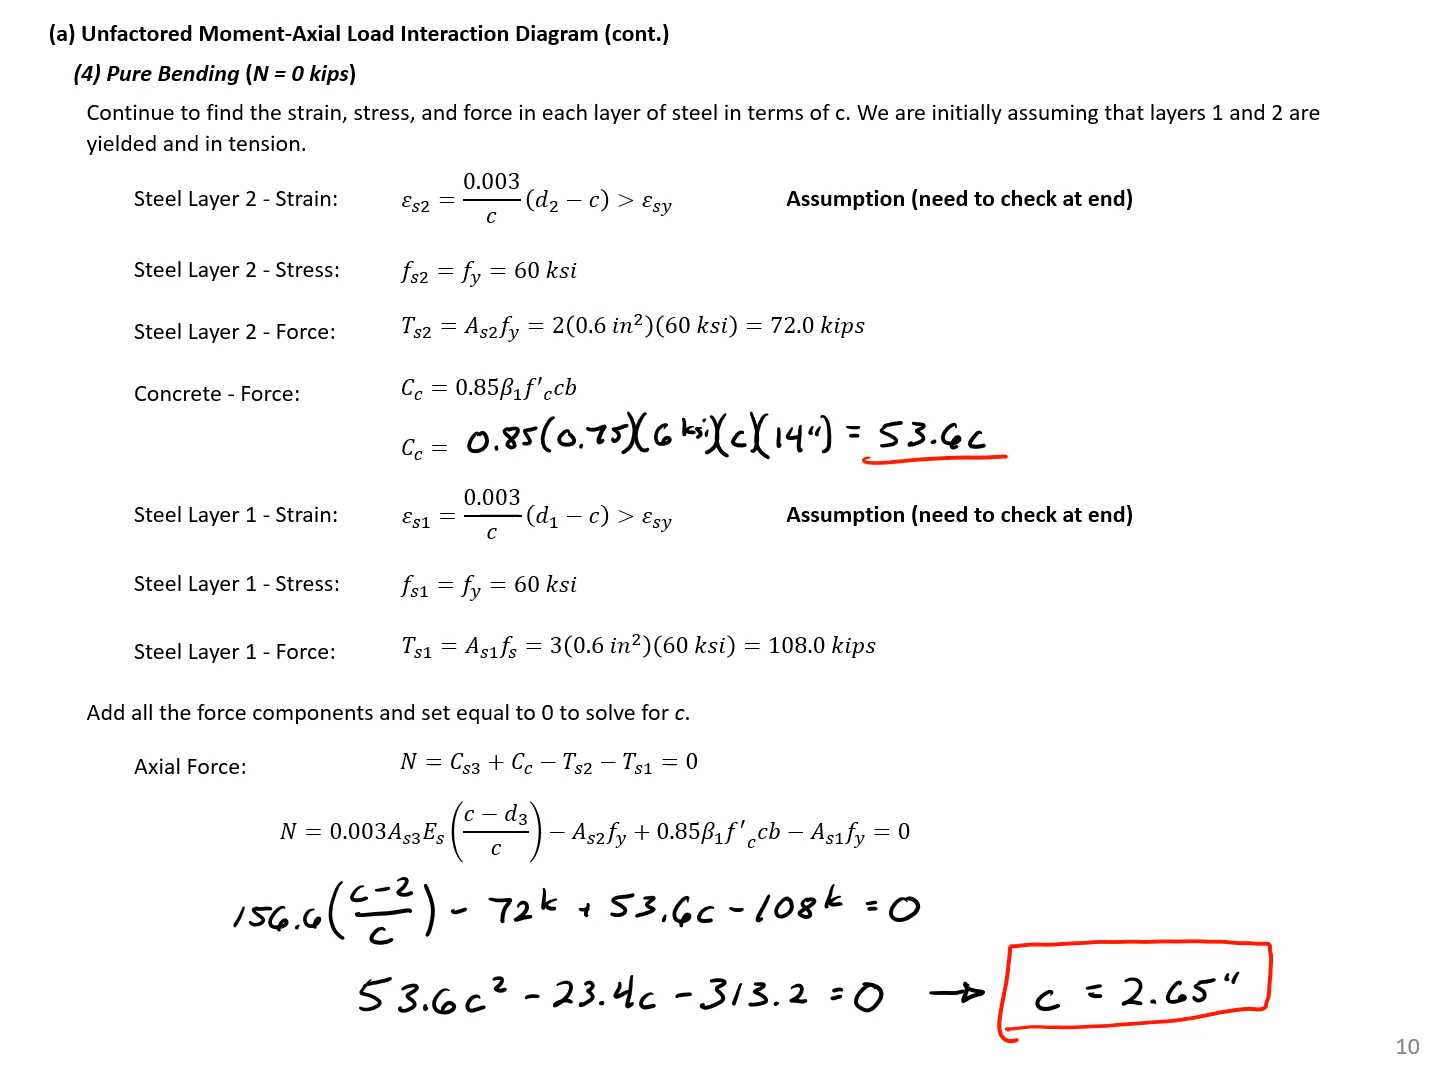 (a) Unfactored Moment-Axial Load Interaction Diagram (cont.)
(4) Pure Bending (N = 0 kips)
Continue to find the strain, stress, and force in each layer of steel in terms of c. We are initially assuming that layers 1 and 2 are
yielded and in tension.
Steel Layer 2 - Strain: εs2 = 0.003/c (d2 − c) > εsy Assumption (need to check at end)
Steel Layer 2 - Stress: fs2 = fy = 60 ksi
Steel Layer 2 - Force: Ts2 = As2fy = 2(0.6 in²)(60 ksi) = 72.0 kips
Concrete - Force: Cc = 0.85β1f′ccb
Cc = 0.85(0.75)(6 ksi)(c)(14") = 53.6c
Steel Layer 1 - Strain: εs1 = 0.003/c (d1 − c) > εsy Assumption (need to check at end)
Steel Layer 1 - Stress: fs1 = fy = 60 ksi
Steel Layer 1 - Force: Ts1 = As1fs = 3(0.6 in²)(60 ksi) = 108.0 kips
Add all the force components and set equal to 0 to solve for c.
Axial Force: N = Cs3 + Cc − Ts2 − Ts1 = 0
N = 0.003As3Es((c − d3)/c) − As2fy + 0.85β1f′ccb − As1fy = 0
156.6((c-2)/c) - 72k + 53.6c - 108k = 0
53.6c² - 23.4c - 313.2 = 0 → c = 2.65"
10